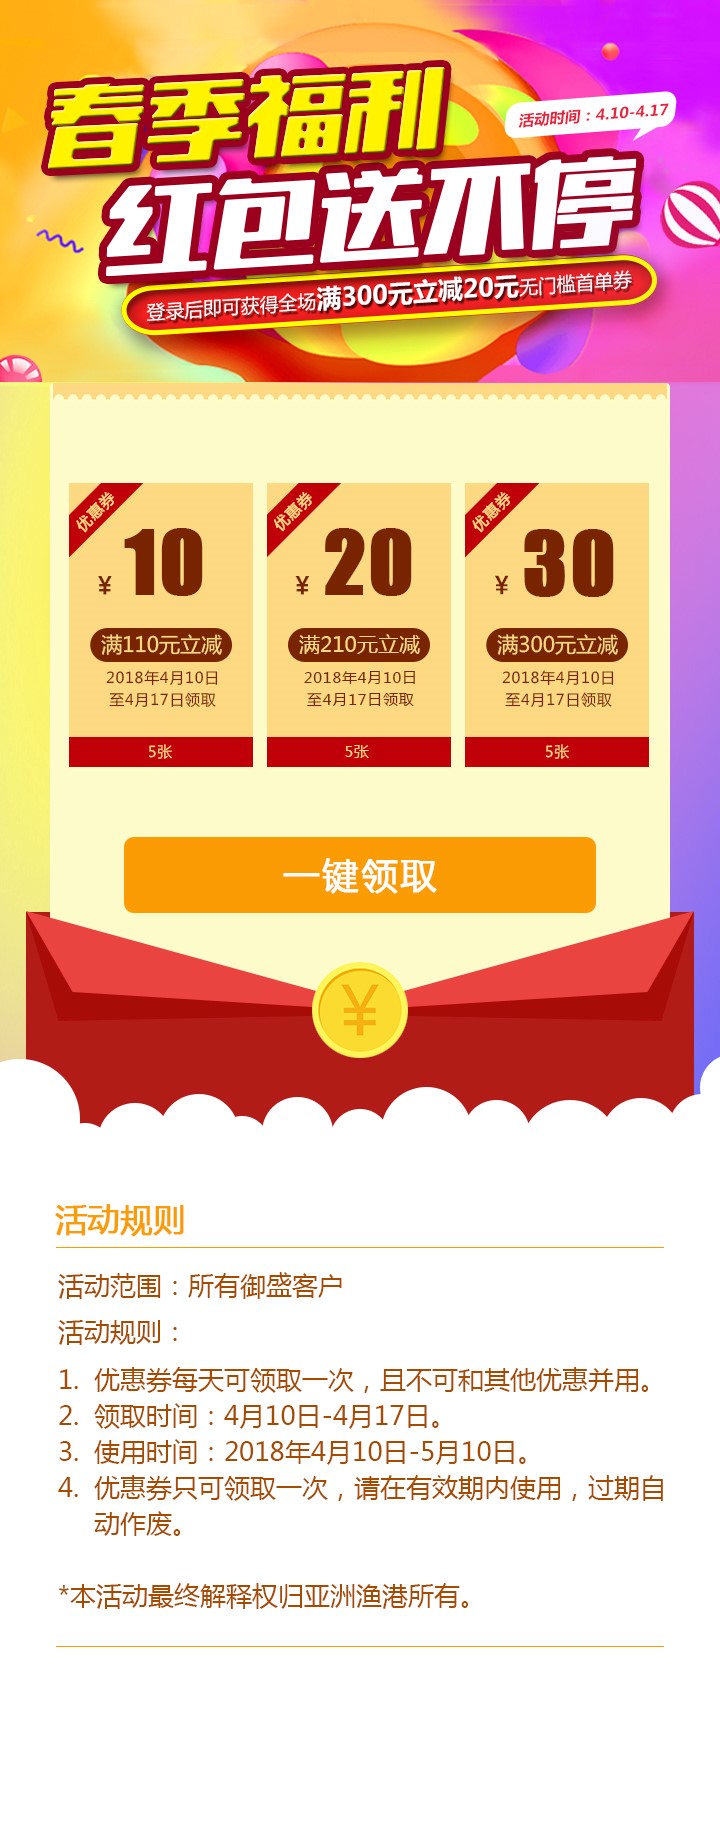 春季福利
活动时间：4.10-4.17
红包送不停
登录后即可获得全场满300元立减20元无门槛首单券
优惠券
¥ 10
满110元立减
2018年4月10日
至4月17日领取
5张
优惠券
¥ 20
满210元立减
2018年4月10日
至4月17日领取
5张
优惠券
¥ 30
满300元立减
2018年4月10日
至4月17日领取
5张
一键领取
¥
活动规则
活动范围：所有御盛客户
活动规则：
1. 优惠券每天可领取一次，且不可和其他优惠并用。
2. 领取时间：4月10日-4月17日。
3. 使用时间：2018年4月10日-5月10日。
4. 优惠券只可领取一次，请在有效期内使用，过期自
动作废。
*本活动最终解释权归亚洲渔港所有。